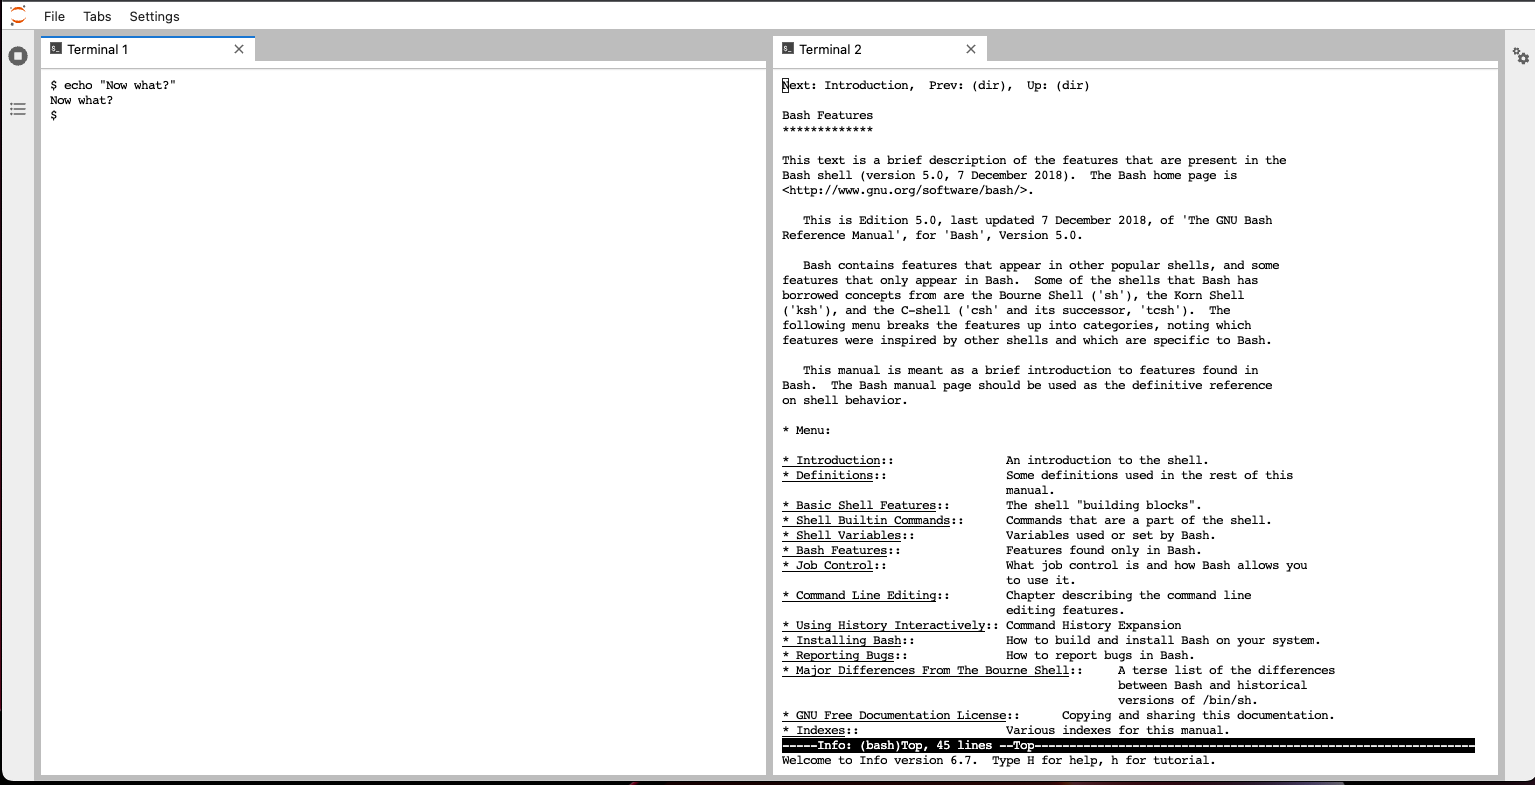 File Tabs Settings
Terminal 1
$ echo "Now what?"
Now what?
$
Terminal 2
Next: Introduction,  Prev: (dir),  Up: (dir)
Bash Features
*************
This text is a brief description of the features that are present in the
Bash shell (version 5.0, 7 December 2018).  The Bash home page is
<http://www.gnu.org/software/bash/>.
This is Edition 5.0, last updated 7 December 2018, of 'The GNU Bash
Reference Manual', for 'Bash', Version 5.0.
Bash contains features that appear in other popular shells, and some
features that only appear in Bash.  Some of the shells that Bash has
borrowed concepts from are the Bourne Shell ('sh'), the Korn Shell
('ksh'), and the C-shell ('csh' and its successor, 'tcsh').  The
following menu breaks the features up into categories, noting which
features were inspired by other shells and which are specific to Bash.
This manual is meant as a brief introduction to features found in
Bash.  The Bash manual page should be used as the definitive reference
on shell behavior.
* Menu:
* Introduction::                An introduction to the shell.
* Definitions::                 Some definitions used in the rest of this
manual.
* Basic Shell Features::        The shell "building blocks".
* Shell Builtin Commands::      Commands that are a part of the shell.
* Shell Variables::             Variables used or set by Bash.
* Bash Features::               Features found only in Bash.
* Job Control::                 What job control is and how Bash allows you
to use it.
* Command Line Editing::        Chapter describing the command line
editing features.
* Using History Interactively:: Command History Expansion
* Installing Bash::             How to build and install Bash on your system.
* Reporting Bugs::              How to report bugs in Bash.
* Major Differences From The Bourne Shell::     A terse list of the differences
between Bash and historical
versions of /bin/sh.
* GNU Free Documentation License::      Copying and sharing this documentation.
* Indexes::                     Various indexes for this manual.
-----Info: (bash)Top, 45 lines --Top---------------------------------------------------------------
Welcome to Info version 6.7.  Type H for help, h for tutorial.